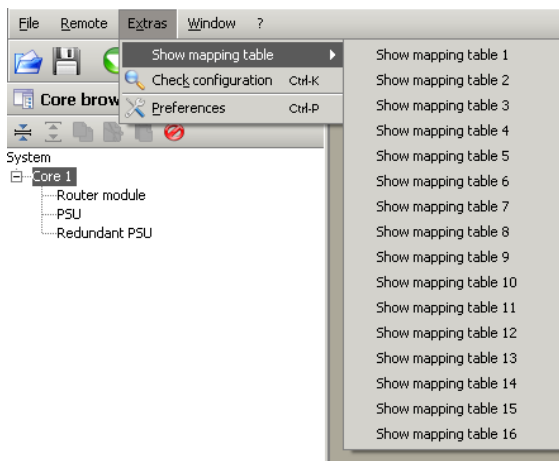 File Remote Extras Window ?
Show mapping table
Check configuration Ctrl-K
Preferences Ctrl-P
Core brow
System
Core 1
Router module
PSU
Redundant PSU
Show mapping table 1
Show mapping table 2
Show mapping table 3
Show mapping table 4
Show mapping table 5
Show mapping table 6
Show mapping table 7
Show mapping table 8
Show mapping table 9
Show mapping table 10
Show mapping table 11
Show mapping table 12
Show mapping table 13
Show mapping table 14
Show mapping table 15
Show mapping table 16